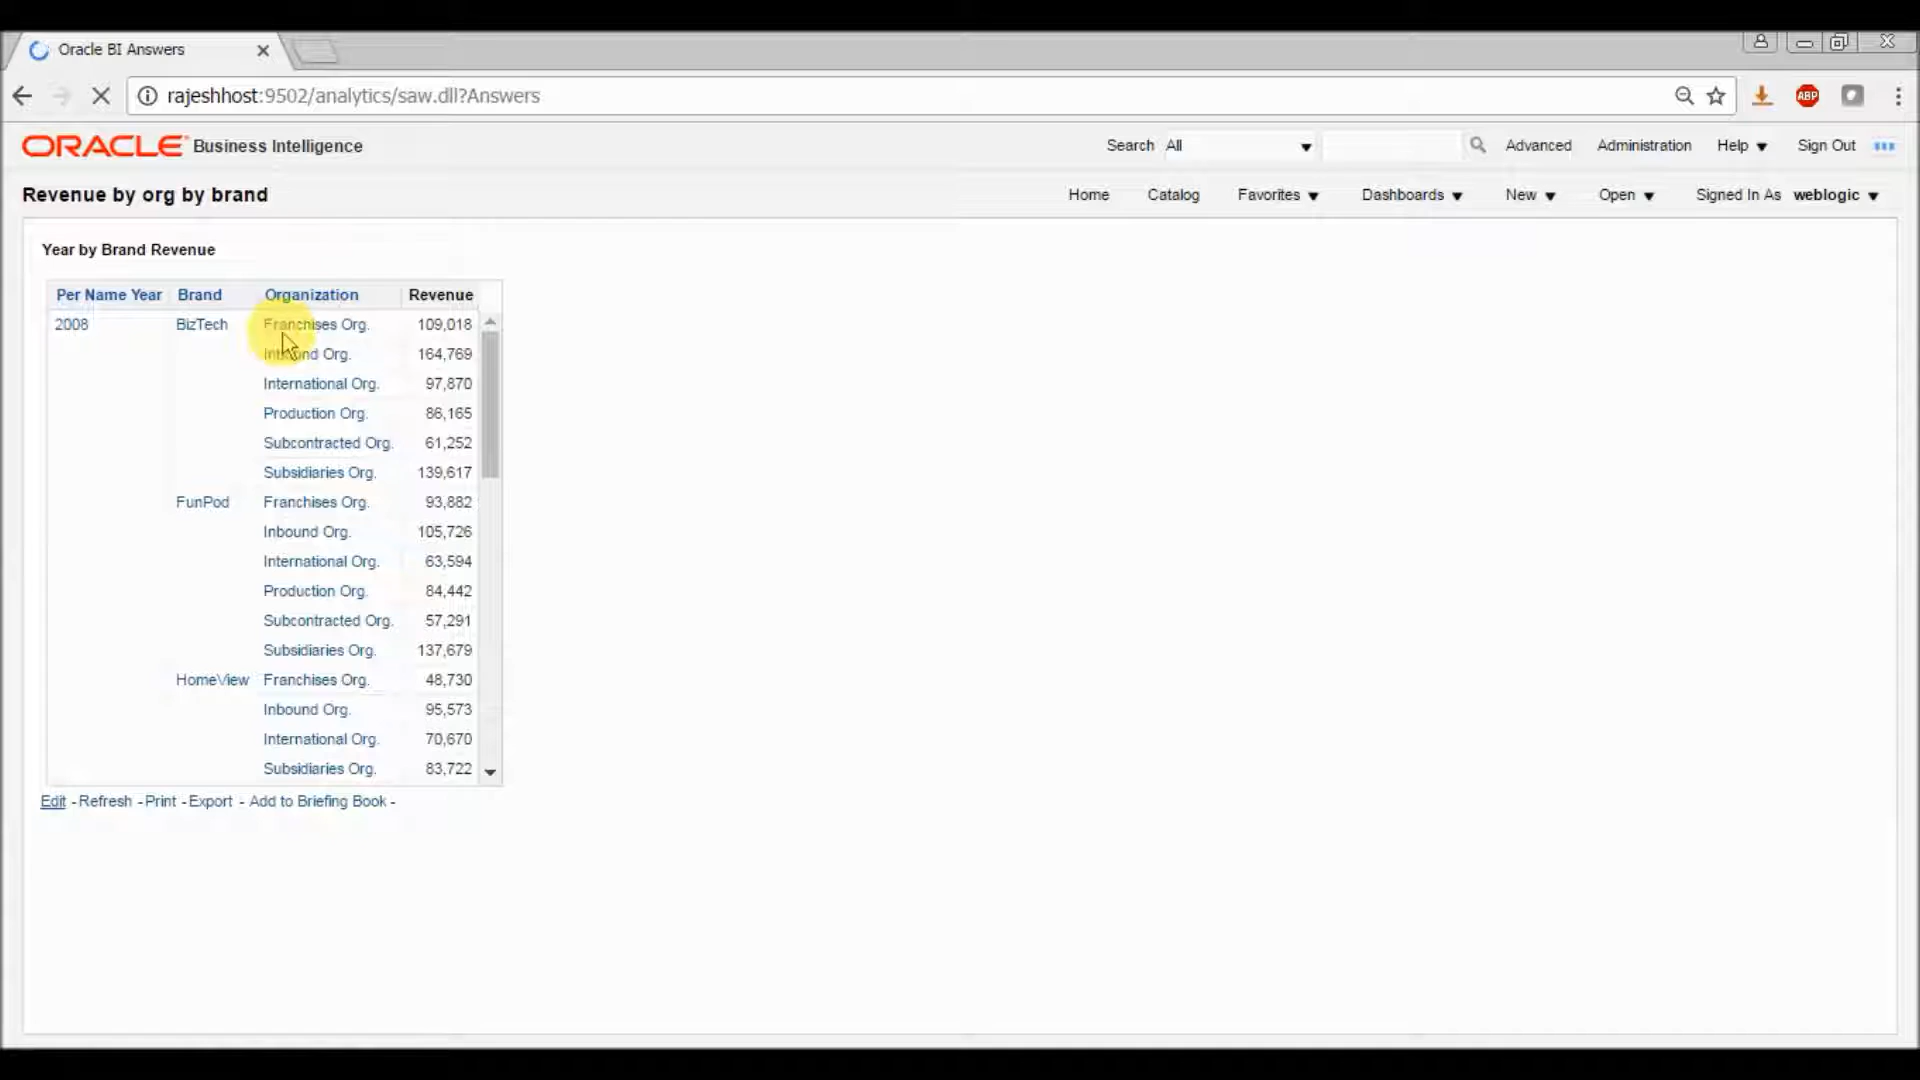 Oracle BI Answers
rajeshhost:9502/analytics/saw.dll?Answers
ABP
ORACLE Business Intelligence
Search All Advanced Administration Help Sign Out
Revenue by org by brand
Home Catalog Favorites Dashboards New Open Signed In As weblogic
Year by Brand Revenue
Per Name Year Brand Organization Revenue
2008 BizTech Franchises Org. 109,018
Inbound Org. 164,769
International Org. 97,870
Production Org. 86,165
Subcontracted Org. 61,252
Subsidiaries Org. 139,617
FunPod Franchises Org. 93,882
Inbound Org. 105,726
International Org. 63,594
Production Org. 84,442
Subcontracted Org. 57,291
Subsidiaries Org. 137,679
HomeView Franchises Org. 48,730
Inbound Org. 95,573
International Org. 70,670
Subsidiaries Org. 83,722
Edit - Refresh - Print - Export - Add to Briefing Book -